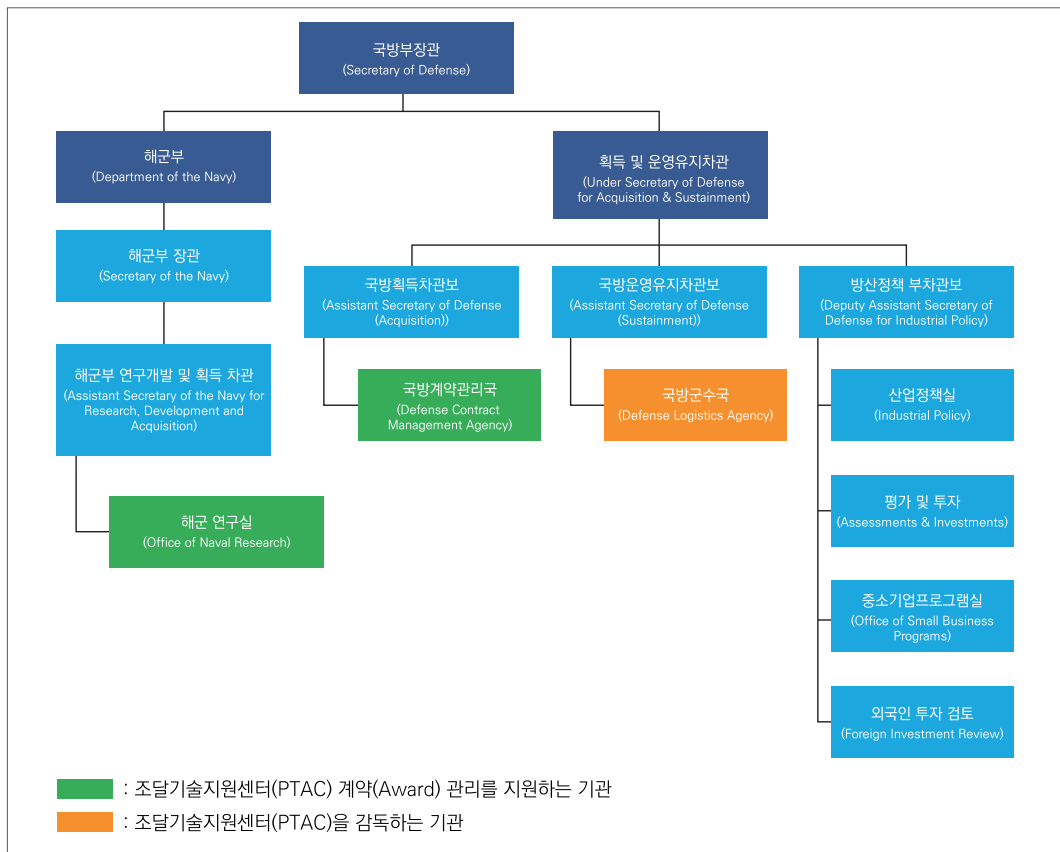 국방부장관
(Secretary of Defense)
해군부
(Department of the Navy)
획득 및 운영유지차관
(Under Secretary of Defense
for Acquisition & Sustainment)
해군부 장관
(Secretary of the Navy)
국방획득차관보
(Assistant Secretary of Defense
(Acquisition))
국방운영유지차관보
(Assistant Secretary of Defense
(Sustainment))
방산정책 부차관보
(Deputy Assistant Secretary of
Defense for Industrial Policy)
해군부 연구개발 및 획득 차관
(Assistant Secretary of the Navy for
Research, Development and
Acquisition)
국방계약관리국
(Defense Contract
Management Agency)
국방군수국
(Defense Logistics Agency)
산업정책실
(Industrial Policy)
해군 연구실
(Office of Naval Research)
평가 및 투자
(Assessments & Investments)
중소기업프로그램실
(Office of Small Business
Programs)
외국인 투자 검토
(Foreign Investment Review)
: 조달기술지원센터(PTAC) 계약(Award) 관리를 지원하는 기관
: 조달기술지원센터(PTAC)을 감독하는 기관